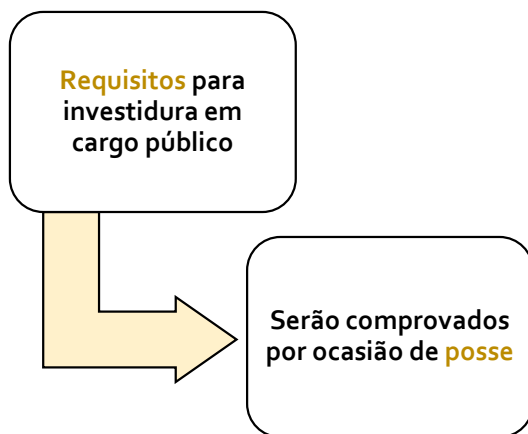 Requisitos para
investidura em
cargo público
Serão comprovados
por ocasião de posse